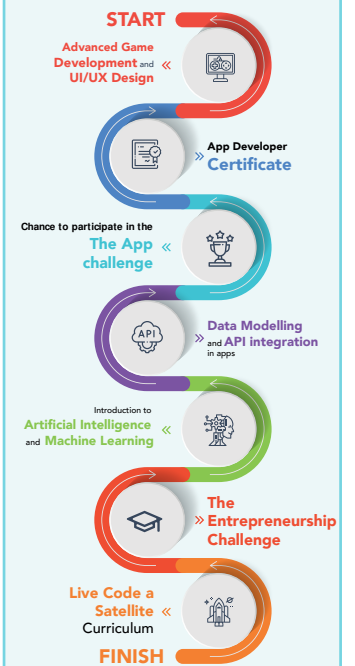 START
Advanced Game
Development and
UI/UX Design «
» App Developer
Certificate
Chance to participate in the
The App «
challenge
API
Data Modelling
» and API integration
in apps
Introduction to
Artificial Intelligence «
and Machine Learning
The
» Entrepreneurship
Challenge
Live Code a
Satellite «
Curriculum
FINISH